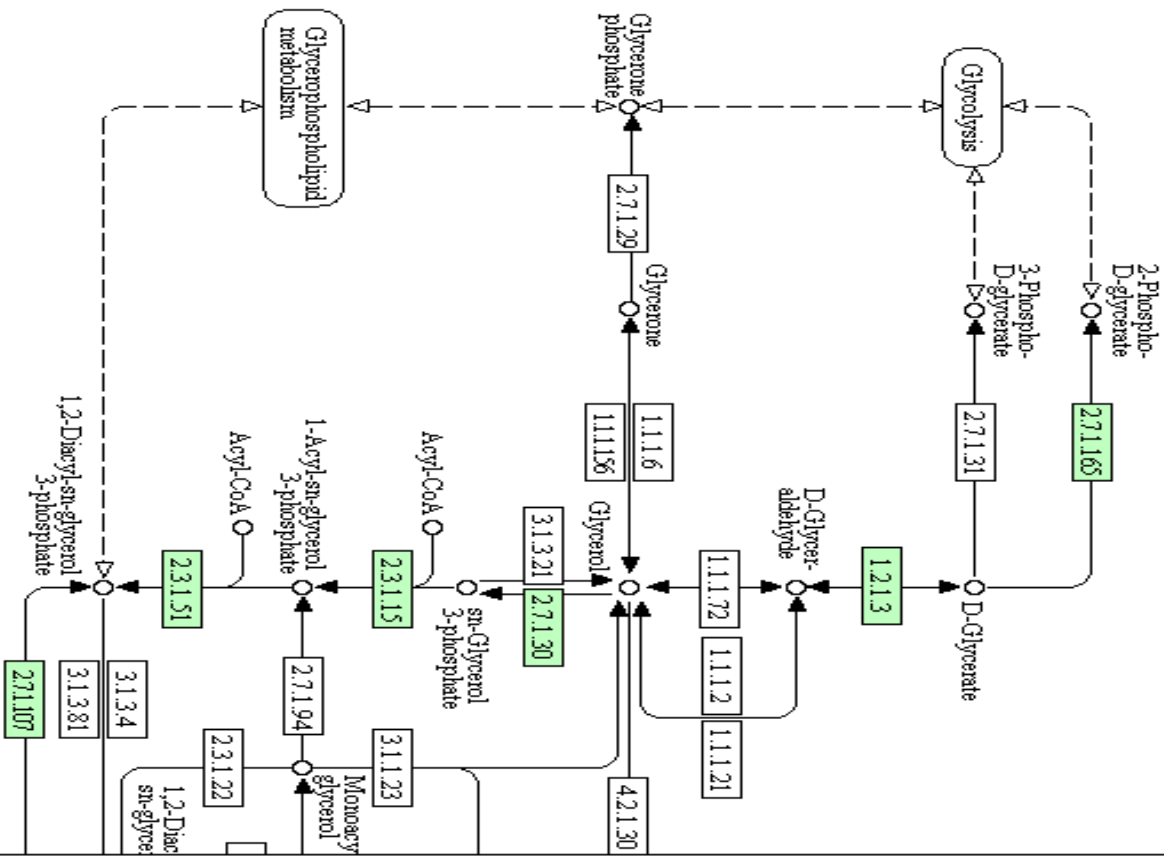 2-Phospho-
D-glycerate
2.7.1.165
3-Phospho-
D-glycerate
2.7.1.31
D-Glycerate
Glycolysis
1.2.1.3
D-Glycer-
aldehyde
1.1.1.72
1.1.1.2
1.1.1.21
Glycerone
phosphate
2.7.1.29
Glycerone
1.1.1.6
1.1.1.156
Glycerol
4.2.1.30
3.1.3.21
2.7.1.30
sn-Glycerol
3-phosphate
Acyl-CoA
2.3.1.15
3.1.1.23
Glycerophospholipid
metabolism
1-Acyl-sn-glycerol
3-phosphate
2.7.1.94
Monoacy
glycerol
Acyl-CoA
2.3.1.51
2.3.1.22
1,2-Diac
sn-glyce
1,2-Diacyl-sn-glycerol
3-phosphate
3.1.3.4
3.1.3.81
2.7.1.107